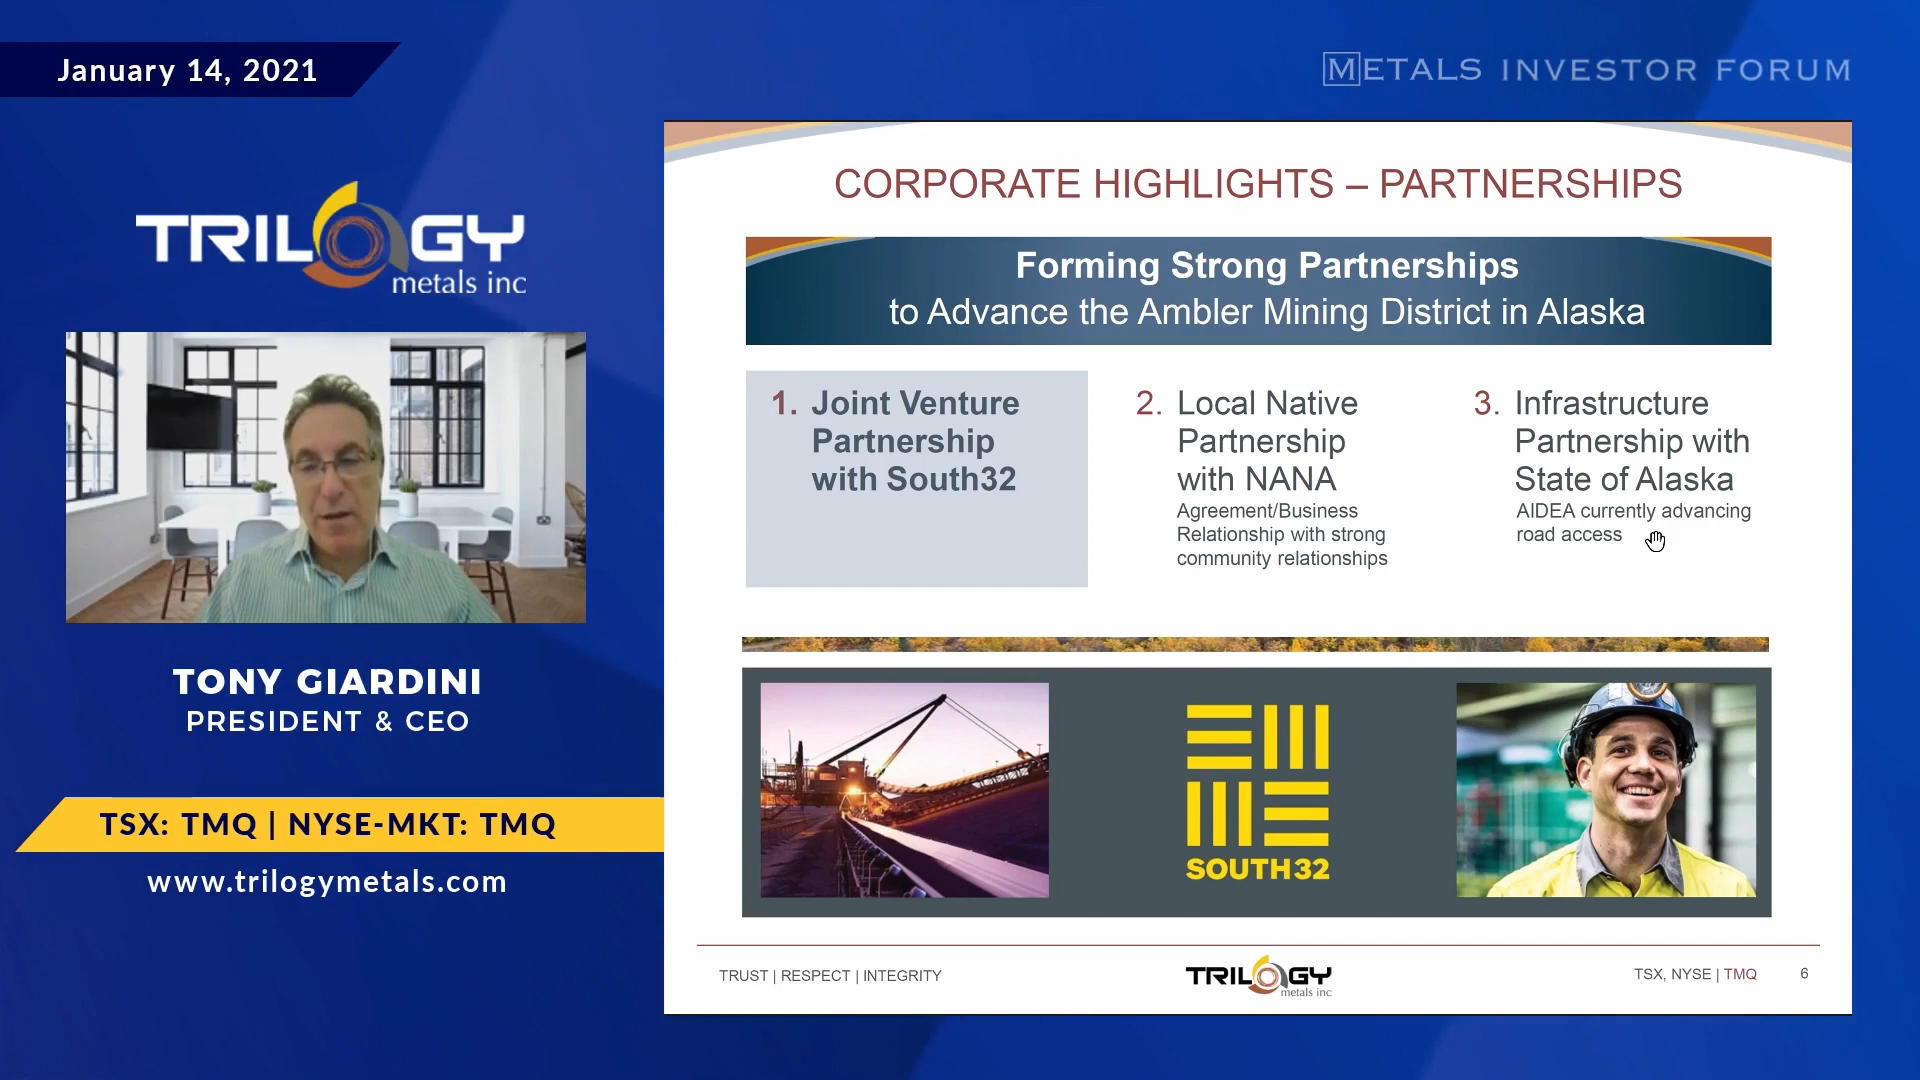 January 14, 2021
METALS INVESTOR FORUM
TRILOGY
metals inc
TONY GIARDINI
PRESIDENT & CEO
TSX: TMQ | NYSE-MKT: TMQ
www.trilogymetals.com
CORPORATE HIGHLIGHTS – PARTNERSHIPS
Forming Strong Partnerships
to Advance the Ambler Mining District in Alaska
1. Joint Venture
Partnership
with South32
2. Local Native
Partnership
with NANA
Agreement/Business
Relationship with strong
community relationships
3. Infrastructure
Partnership with
State of Alaska
AIDEA currently advancing
road access
SOUTH32
TRUST | RESPECT | INTEGRITY
TRILOGY
metals inc
TSX, NYSE | TMQ
6